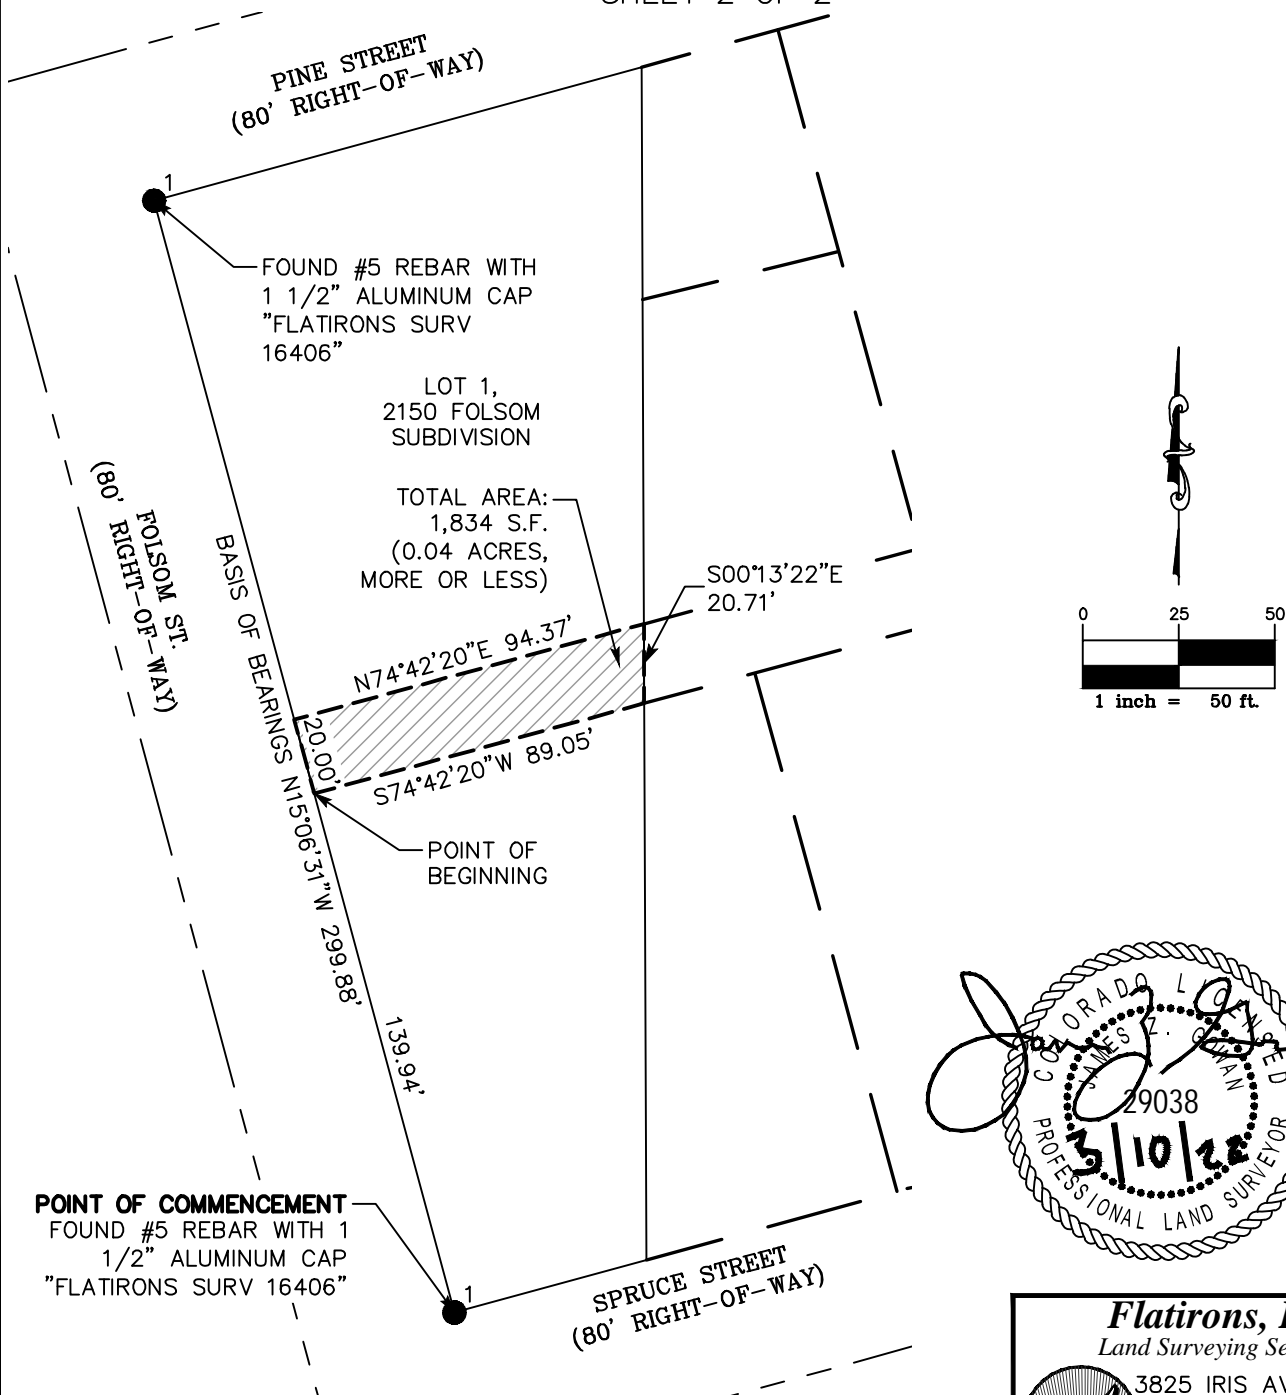 SHEET 2 OF 2
PINE STREET
(80' RIGHT-OF-WAY)
1
FOUND #5 REBAR WITH
1 1/2" ALUMINUM CAP
"FLATIRONS SURV
16406"
LOT 1,
2150 FOLSOM
SUBDIVISION
TOTAL AREA:
1,834 S.F.
(0.04 ACRES,
MORE OR LESS)
FOLSOM ST.
(80' RIGHT-OF-WAY)
S00°13'22"E
20.71'
0 25 50
1 inch = 50 ft.
N74°42'20"E 94.37'
20.00'
S74°42'20"W 89.05'
BASIS OF BEARINGS N15°06'31"W 299.88'
POINT OF
BEGINNING
139.94'
POINT OF COMMENCEMENT
FOUND #5 REBAR WITH 1
1/2" ALUMINUM CAP
"FLATIRONS SURV 16406"
1
SPRUCE STREET
(80' RIGHT-OF-WAY)
COLORADO LICENSED
JAMES Z. GOWAN
29038
3/10/22
PROFESSIONAL LAND SURVEYOR
Flatirons,
Land Surveying
3825 IRIS